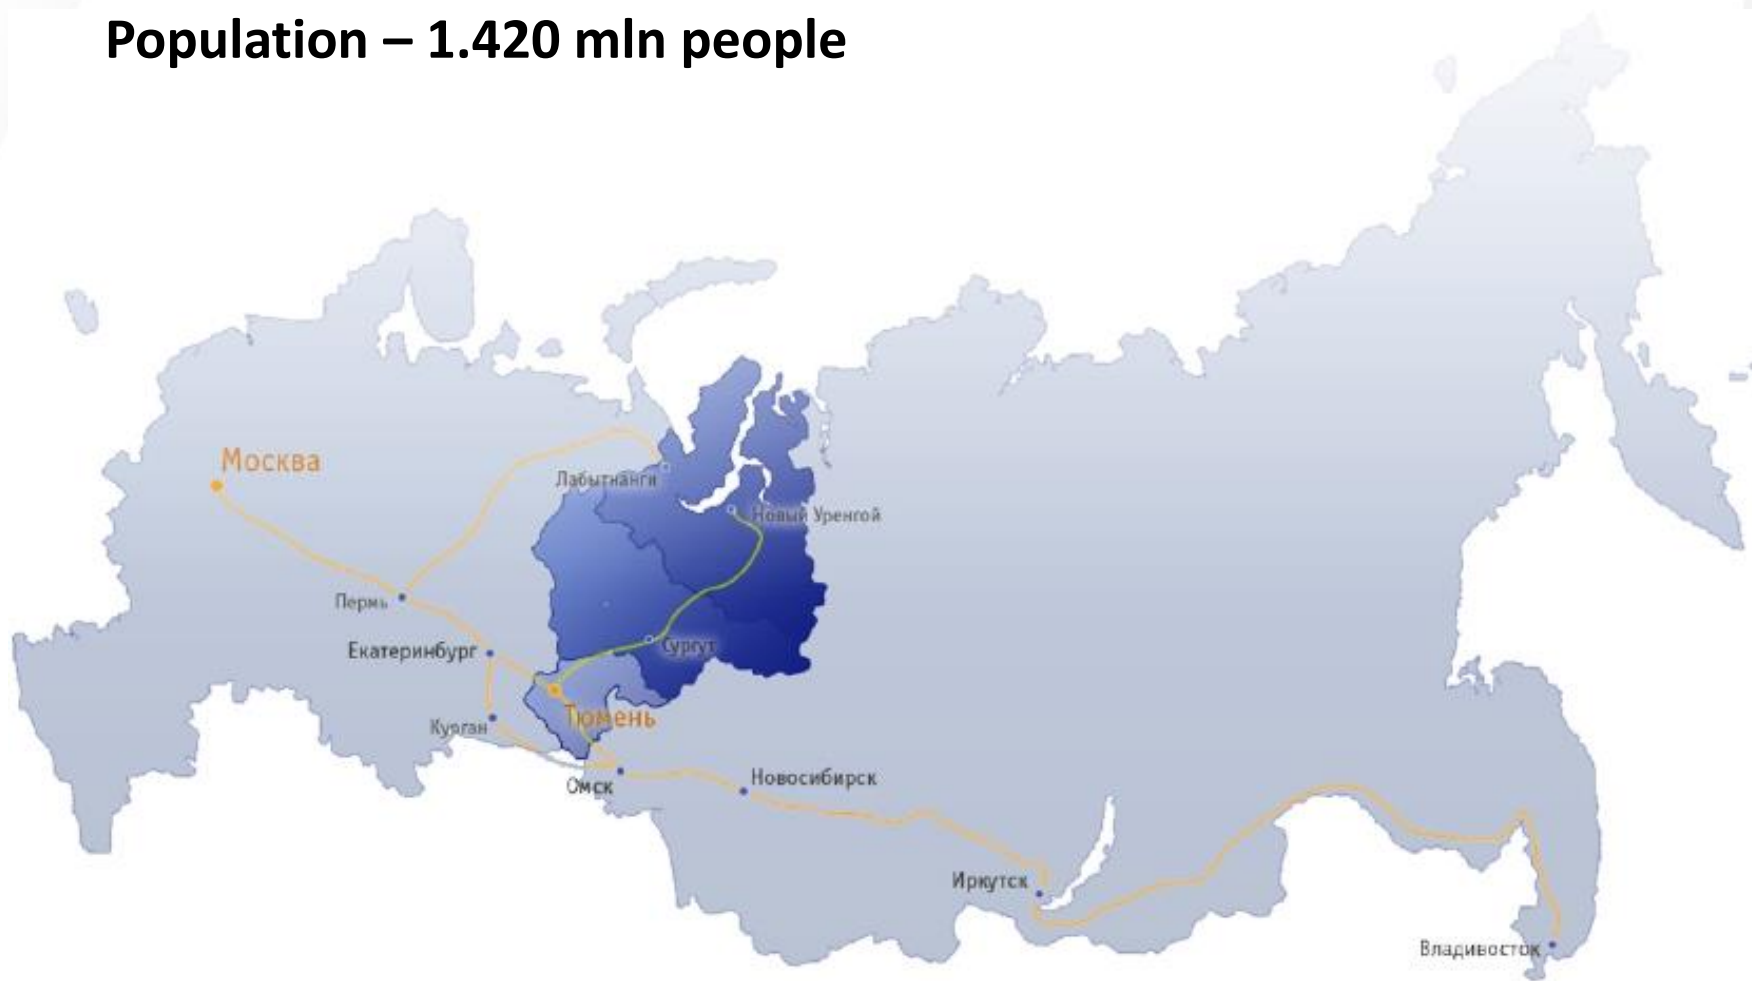 Population – 1.420 mln people
Москва
Лабытнанги
Новый Уренгой
Пермь
Екатеринбург
Сургут
Тюмень
Курган
Омск
Новосибирск
Иркутск
Владивосток